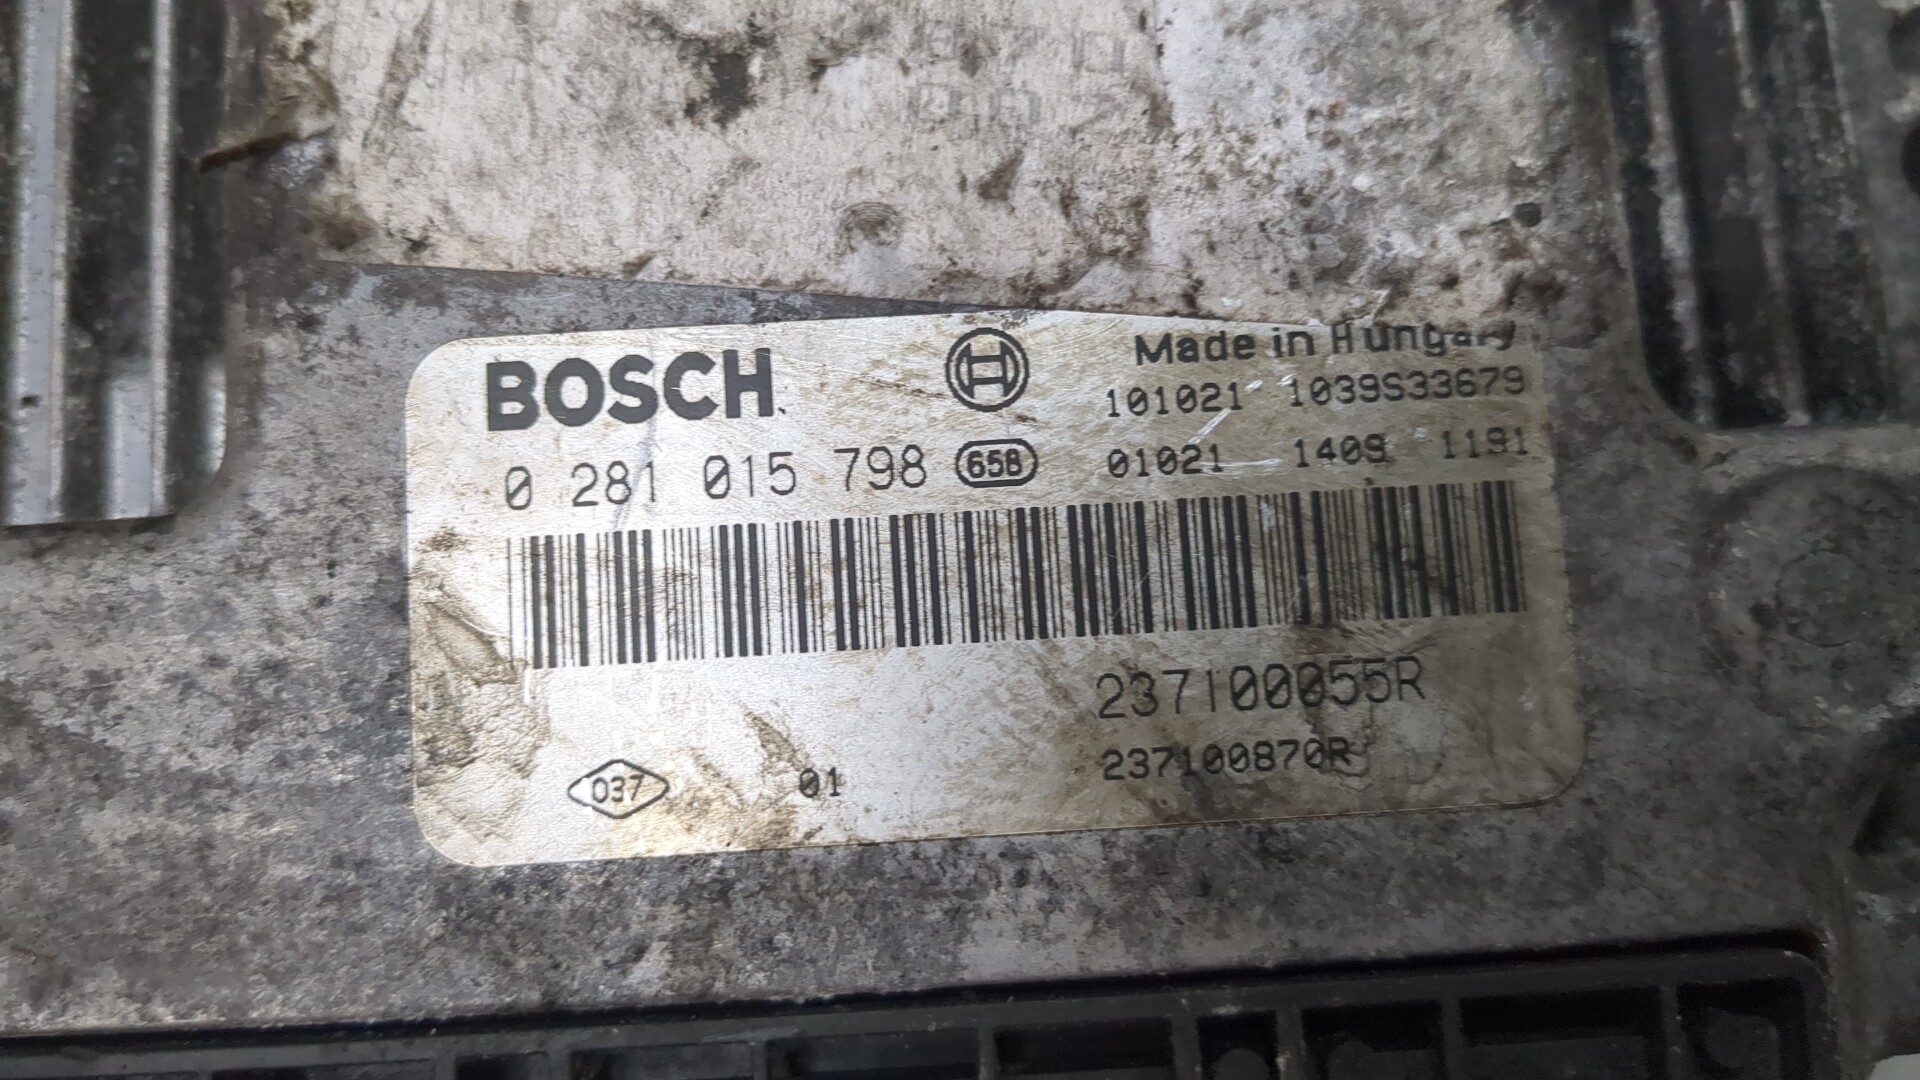 BOSCH
Made in Hungary
101021 1039S33679
0 281 015 798 658 01021 1409 1191
237100055R
037 01 237100870R